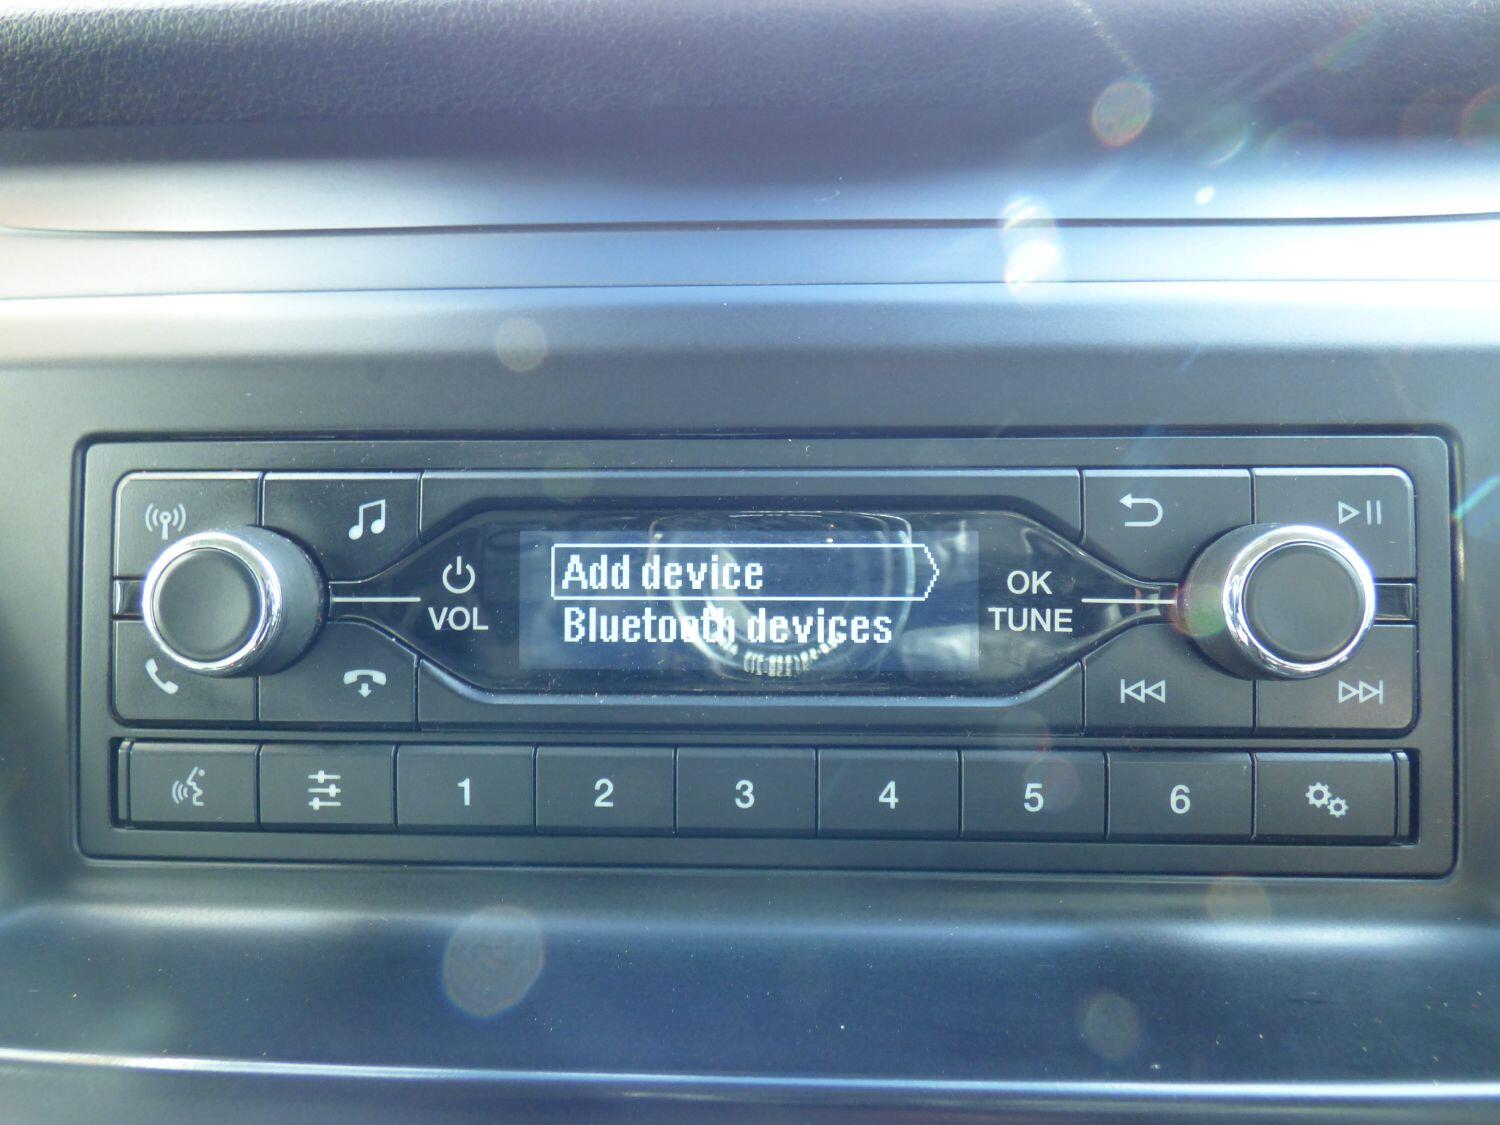 Add device
Bluetooth devices
VOL
OK
TUNE
1 2 3 4 5 6